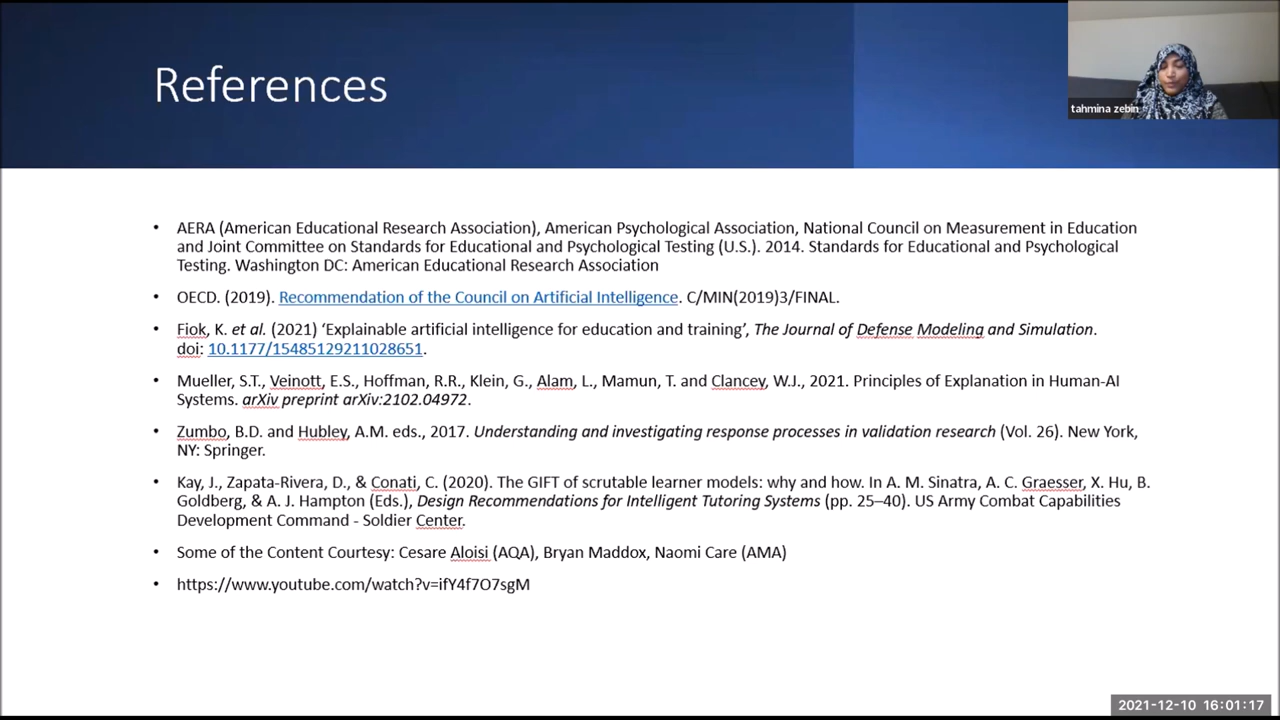 References
tahmina zebin
AERA (American Educational Research Association), American Psychological Association, National Council on Measurement in Education
and Joint Committee on Standards for Educational and Psychological Testing (U.S.). 2014. Standards for Educational and Psychological
Testing. Washington DC: American Educational Research Association
OECD. (2019). Recommendation of the Council on Artificial Intelligence. C/MIN(2019)3/FINAL.
Fiok, K. et al. (2021) ‘Explainable artificial intelligence for education and training’, The Journal of Defense Modeling and Simulation.
doi: 10.1177/15485129211028651.
Mueller, S.T., Veinott, E.S., Hoffman, R.R., Klein, G., Alam, L., Mamun, T. and Clancey, W.J., 2021. Principles of Explanation in Human-AI
Systems. arXiv preprint arXiv:2102.04972.
Zumbo, B.D. and Hubley, A.M. eds., 2017. Understanding and investigating response processes in validation research (Vol. 26). New York,
NY: Springer.
Kay, J., Zapata-Rivera, D., & Conati, C. (2020). The GIFT of scrutable learner models: why and how. In A. M. Sinatra, A. C. Graesser, X. Hu, B.
Goldberg, & A. J. Hampton (Eds.), Design Recommendations for Intelligent Tutoring Systems (pp. 25–40). US Army Combat Capabilities
Development Command - Soldier Center.
Some of the Content Courtesy: Cesare Aloisi (AQA), Bryan Maddox, Naomi Care (AMA)
https://www.youtube.com/watch?v=ifY4f7O7sgM
2021-12-10 16:01:17